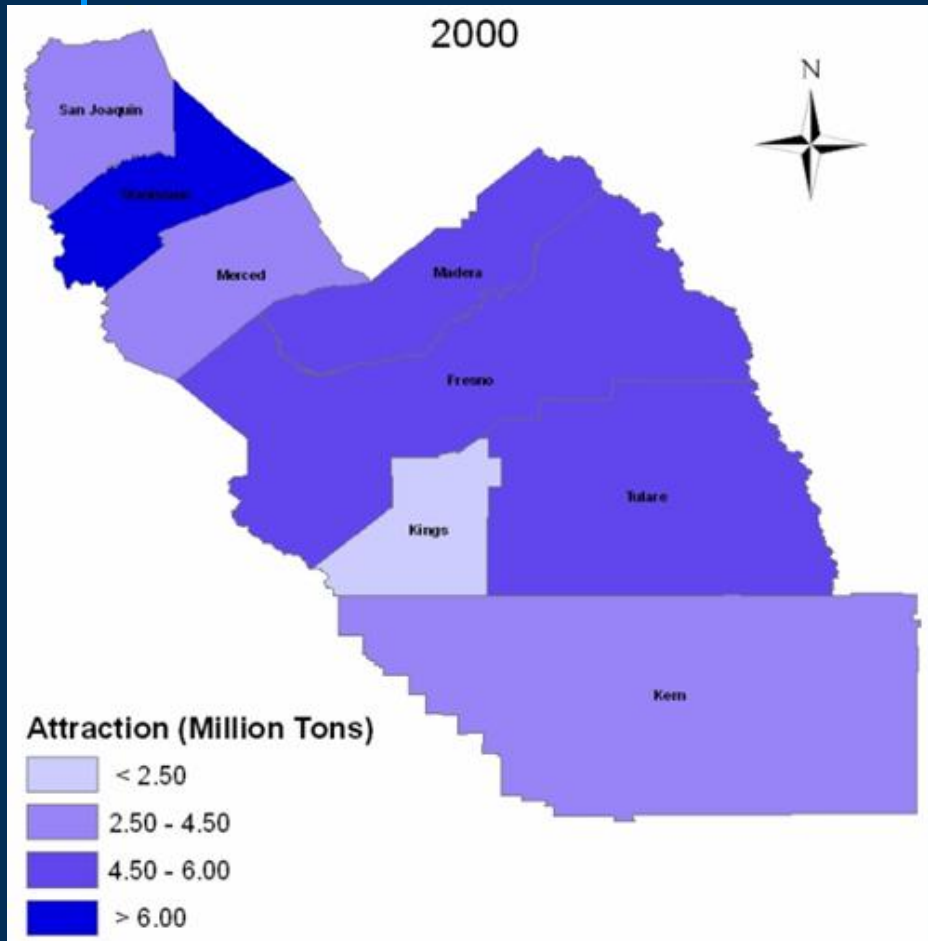 2000
N
San Joaquin
Stanislaus
Merced
Madera
Fresno
Tulare
Kings
Kern
Attraction (Million Tons)
< 2.50
2.50 - 4.50
4.50 - 6.00
> 6.00